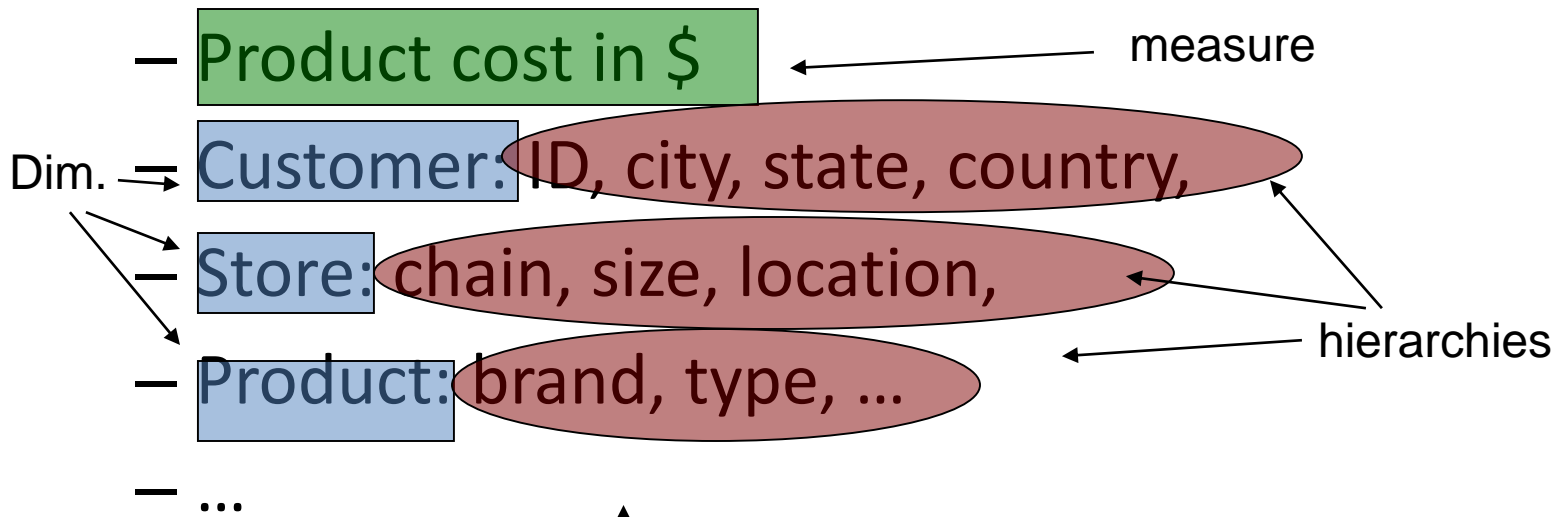 – Product cost in $
measure
Dim.
– Customer: ID, city, state, country,
– Store: chain, size, location,
hierarchies
– Product: brand, type, …
– …